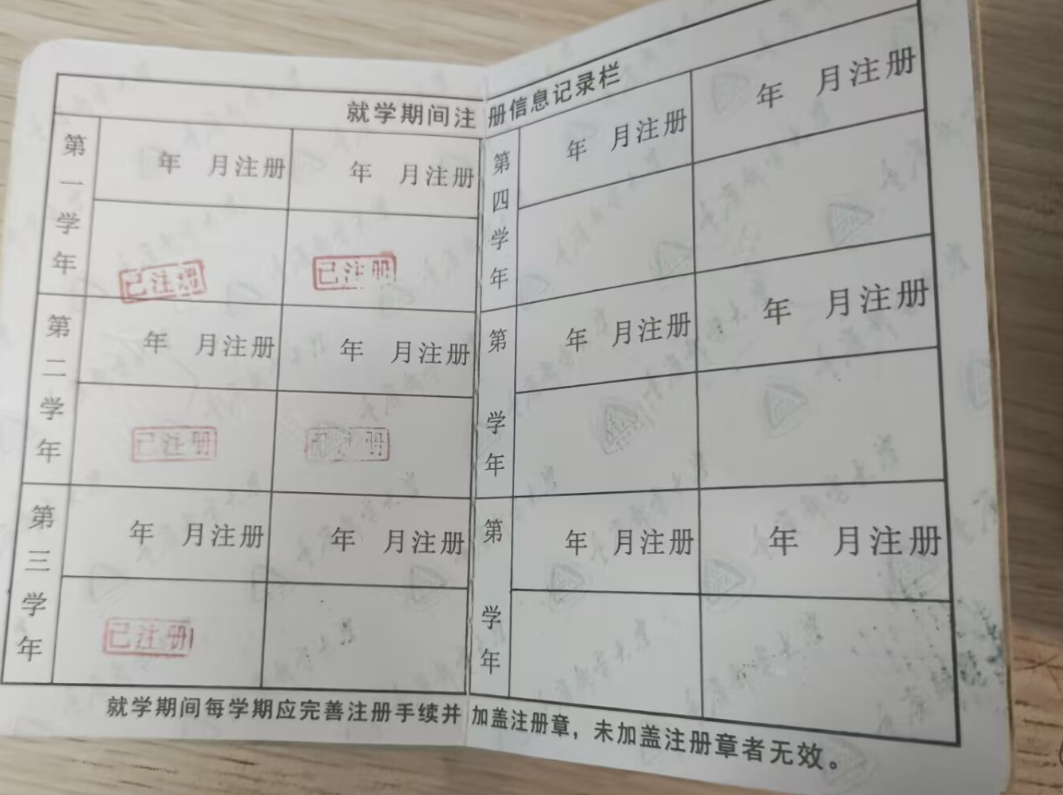 就学期间注册信息记录栏
第一学年
年 月注册 年 月注册
已注册 已注册
第二学年
年 月注册 年 月注册
已注册 已注册
第三学年
年 月注册 年 月注册
已注册
第四学年
年 月注册 年 月注册
第 学年
年 月注册 年 月注册
第 学年
年 月注册 年 月注册
就学期间每学期应完善注册手续并加盖注册章，未加盖注册章者无效。